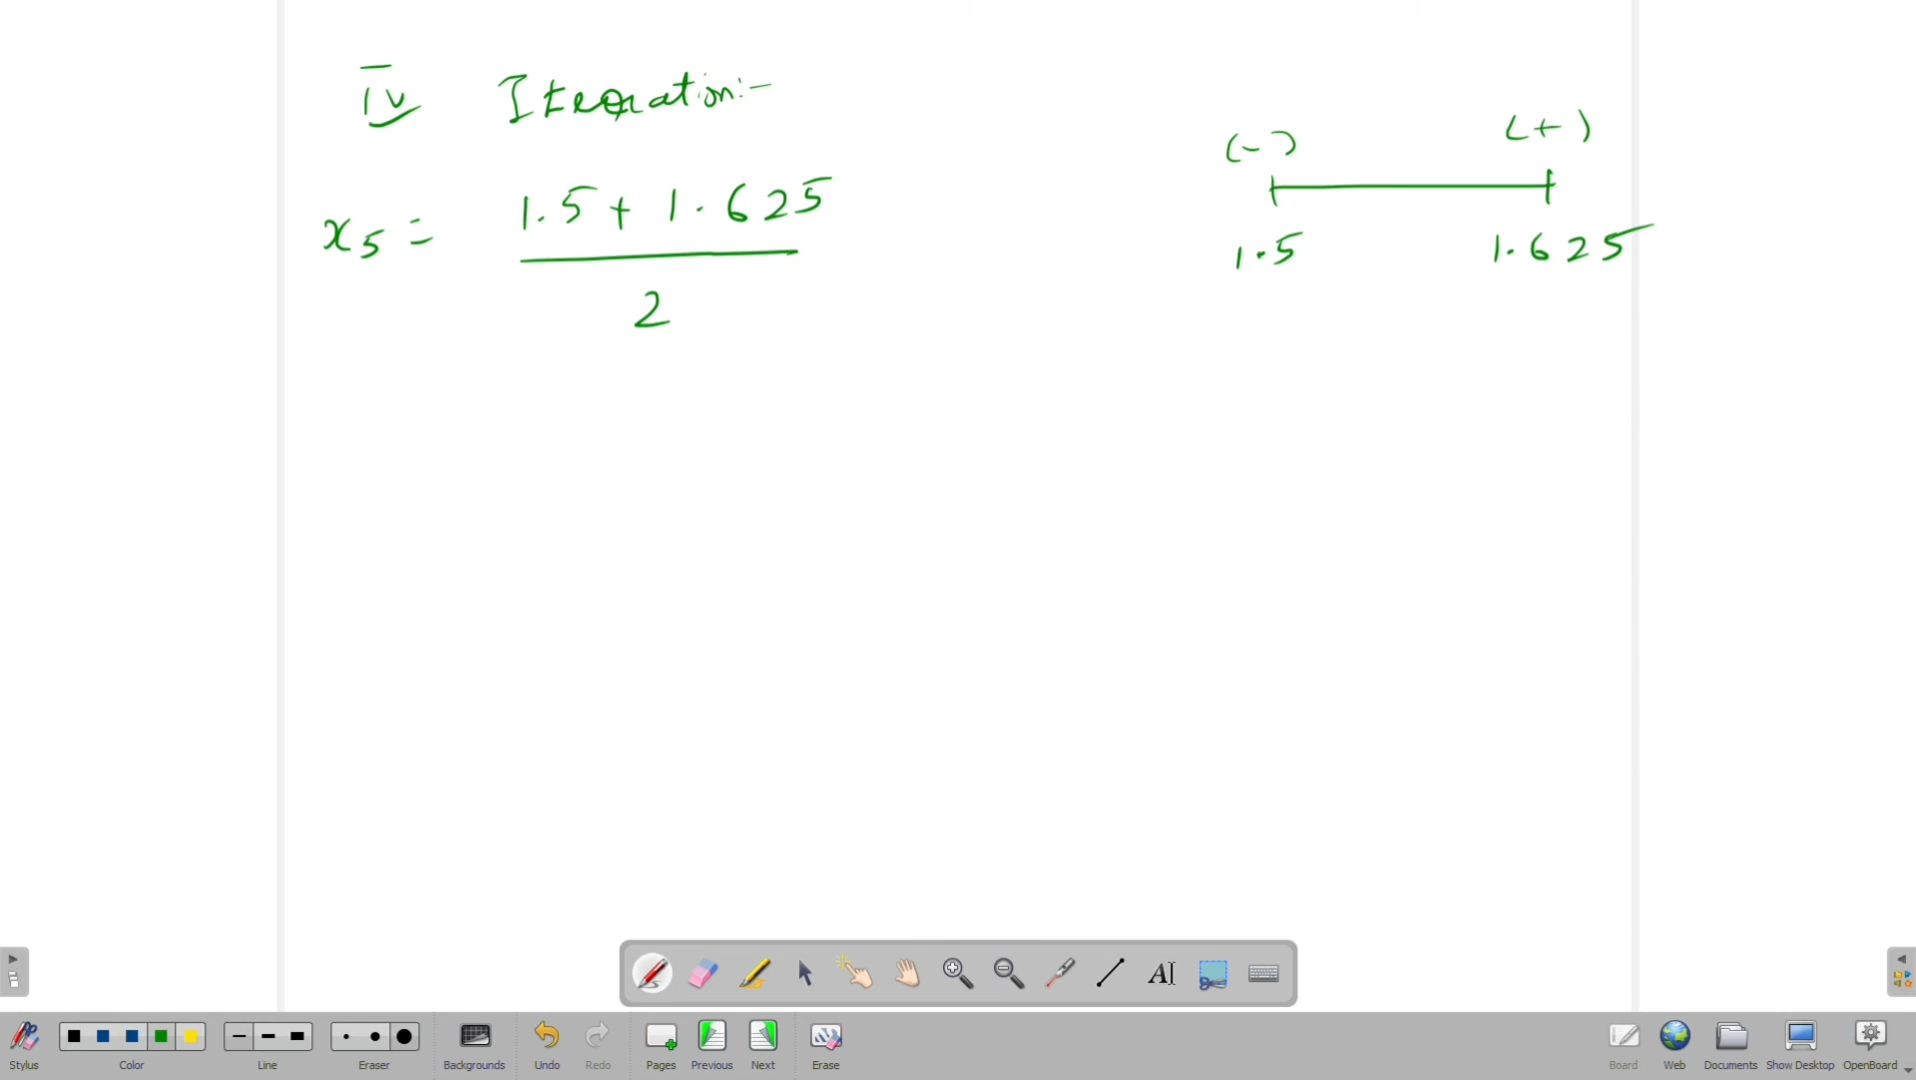 IV Iteration:-
(-) (+)
x5 = 1.5 + 1.625
1.5 1.625
2
Stylus Color Line Eraser Backgrounds Undo Redo Pages Previous Next Erase Board Web Documents Show Desktop OpenBoard